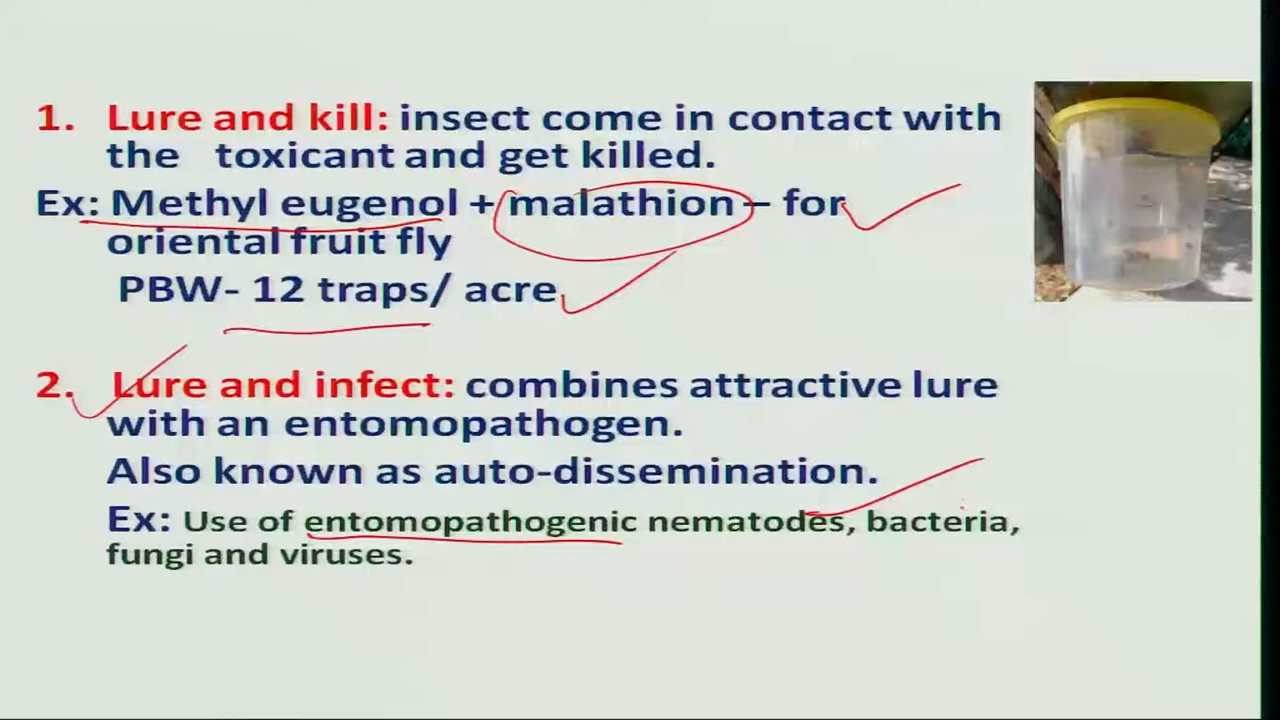 1. Lure and kill: insect come in contact with
the toxicant and get killed.
Ex: Methyl eugenol + malathion – for
oriental fruit fly
PBW- 12 traps/ acre
2. Lure and infect: combines attractive lure
with an entomopathogen.
Also known as auto-dissemination.
Ex: Use of entomopathogenic nematodes, bacteria,
fungi and viruses.